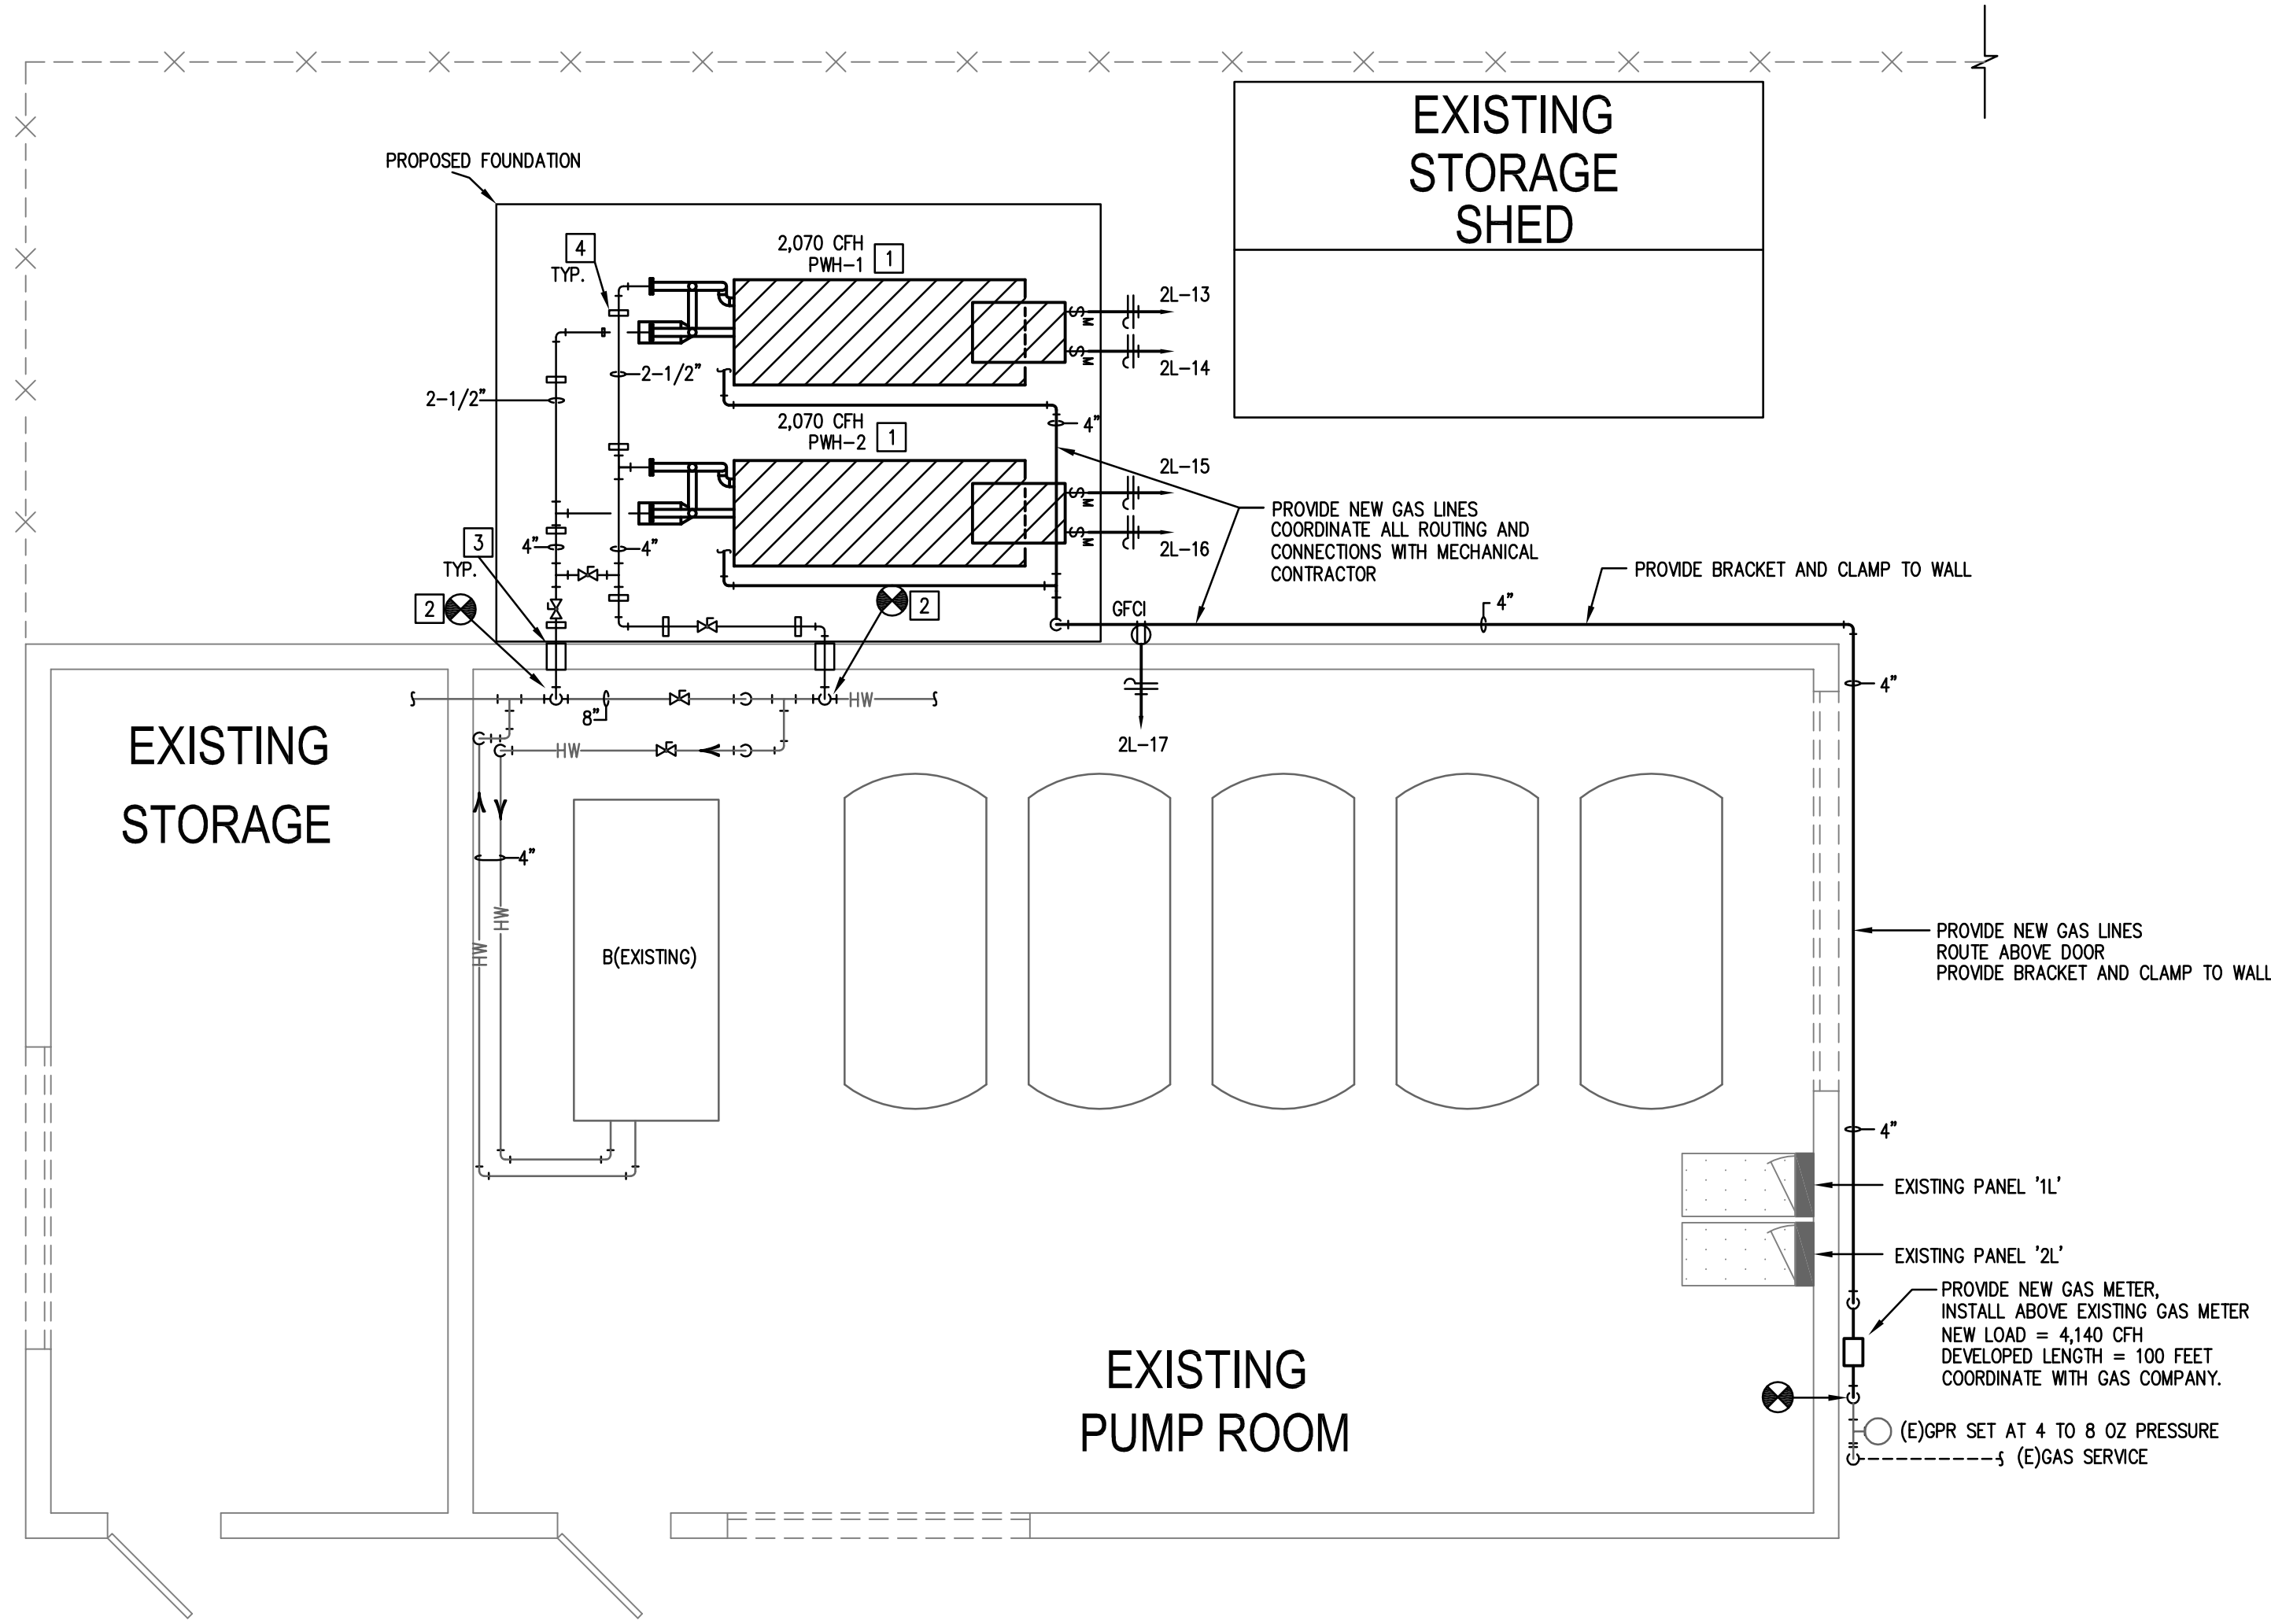 EXISTING
STORAGE
SHED
PROPOSED FOUNDATION
4
TYP.
2,070 CFH
PWH-1
1
2L-13
2L-14
2-1/2"
2-1/2"
4"
2,070 CFH
PWH-2
1
2L-15
2L-16
3
TYP.
4"
4"
2
2
GFCI
PROVIDE NEW GAS LINES
COORDINATE ALL ROUTING AND
CONNECTIONS WITH MECHANICAL
CONTRACTOR
4"
PROVIDE BRACKET AND CLAMP TO WALL
4"
8"
HW
HW
2L-17
EXISTING
STORAGE
4"
HW
HW
B(EXISTING)
PROVIDE NEW GAS LINES
ROUTE ABOVE DOOR
PROVIDE BRACKET AND CLAMP TO WALL
4"
EXISTING PANEL '1L'
EXISTING PANEL '2L'
PROVIDE NEW GAS METER,
INSTALL ABOVE EXISTING GAS METER
NEW LOAD = 4,140 CFH
DEVELOPED LENGTH = 100 FEET
COORDINATE WITH GAS COMPANY.
EXISTING
PUMP ROOM
(E)GPR SET AT 4 TO 8 OZ PRESSURE
(E)GAS SERVICE